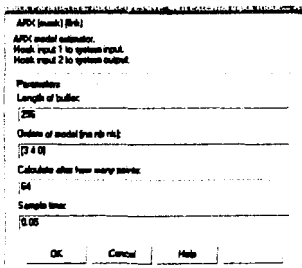 ARX (mask) (link)
ARX model estimator.
Hook input 1 to system input.
Hook input 2 to system output.
Parameters
Length of buffer:
256
Orders of model [na nb nk]:
[3 4 0]
Calculate after how many points:
64
Sample time:
0.05
OK Cancel Help